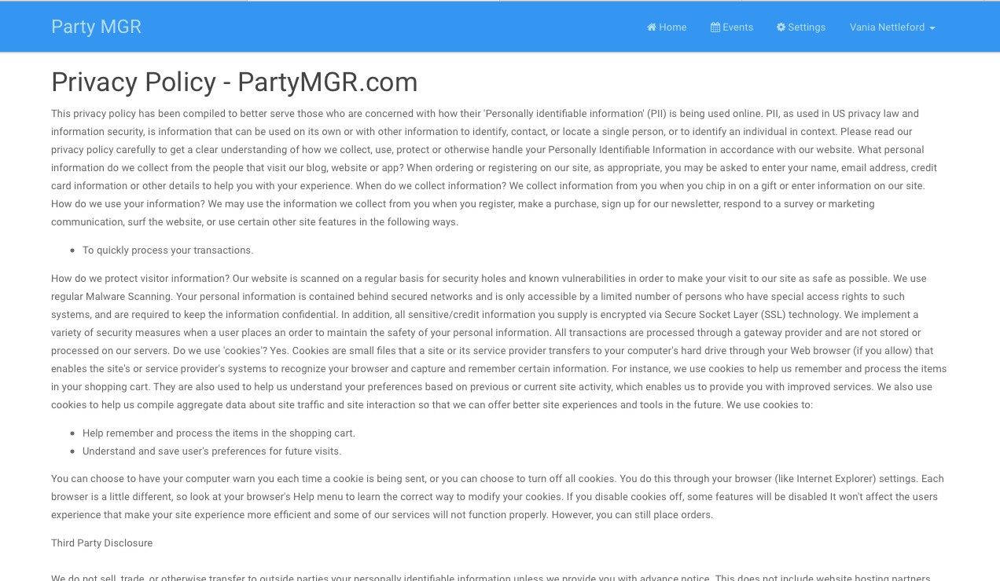 Party MGR
Home Events Settings Vania Nettleford
Privacy Policy - PartyMGR.com
This privacy policy has been compiled to better serve those who are concerned with how their 'Personally identifiable information' (PII) is being used online. PII, as used in US privacy law and
information security, is information that can be used on its own or with other information to identify, contact, or locate a single person, or to identify an individual in context. Please read our
privacy policy carefully to get a clear understanding of how we collect, use, protect or otherwise handle your Personally Identifiable Information in accordance with our website. What personal
information do we collect from the people that visit our blog, website or app? When ordering or registering on our site, as appropriate, you may be asked to enter your name, email address, credit
card information or other details to help you with your experience. When do we collect information? We collect information from you when you chip in on a gift or enter information on our site.
How do we use your information? We may use the information we collect from you when you register, make a purchase, sign up for our newsletter, respond to a survey or marketing
communication, surf the website, or use certain other site features in the following ways.
• To quickly process your transactions.
How do we protect visitor information? Our website is scanned on a regular basis for security holes and known vulnerabilities in order to make your visit to our site as safe as possible. We use
regular Malware Scanning. Your personal information is contained behind secured networks and is only accessible by a limited number of persons who have special access rights to such
systems, and are required to keep the information confidential. In addition, all sensitive/credit information you supply is encrypted via Secure Socket Layer (SSL) technology. We implement a
variety of security measures when a user places an order to maintain the safety of your personal information. All transactions are processed through a gateway provider and are not stored or
processed on our servers. Do we use 'cookies'? Yes. Cookies are small files that a site or its service provider transfers to your computer's hard drive through your Web browser (if you allow) that
enables the site's or service provider's systems to recognize your browser and capture and remember certain information. For instance, we use cookies to help us remember and process the items
in your shopping cart. They are also used to help us understand your preferences based on previous or current site activity, which enables us to provide you with improved services. We also use
cookies to help us compile aggregate data about site traffic and site interaction so that we can offer better site experiences and tools in the future. We use cookies to:
• Help remember and process the items in the shopping cart.
• Understand and save user's preferences for future visits.
You can choose to have your computer warn you each time a cookie is being sent, or you can choose to turn off all cookies. You do this through your browser (like Internet Explorer) settings. Each
browser is a little different, so look at your browser's Help menu to learn the correct way to modify your cookies. If you disable cookies off, some features will be disabled It won't affect the users
experience that make your site experience more efficient and some of our services will not function properly. However, you can still place orders.
Third Party Disclosure
We do not sell, trade, or otherwise transfer to outside parties your personally identifiable information unless we provide you with advance notice. This does not include website hosting partners